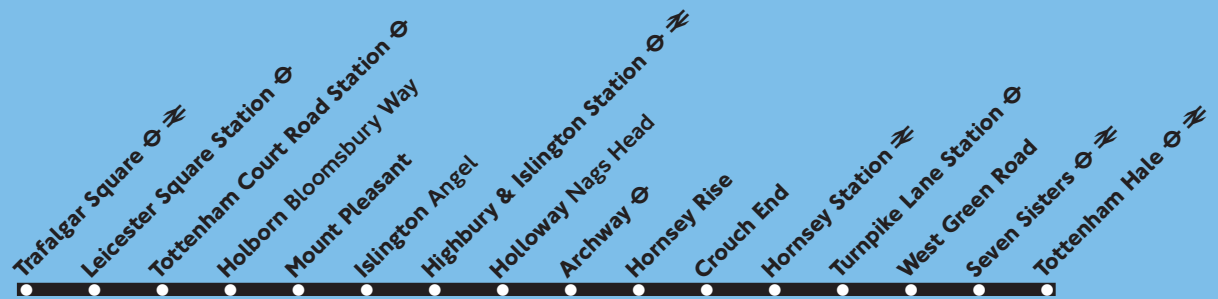 Trafalgar Square
Leicester Square Station
Tottenham Court Road Station
Holborn Bloomsbury Way
Mount Pleasant
Islington Angel
Highbury & Islington Station
Holloway Nags Head
Archway
Hornsey Rise
Crouch End
Hornsey Station
Turnpike Lane Station
West Green Road
Seven Sisters
Tottenham Hale